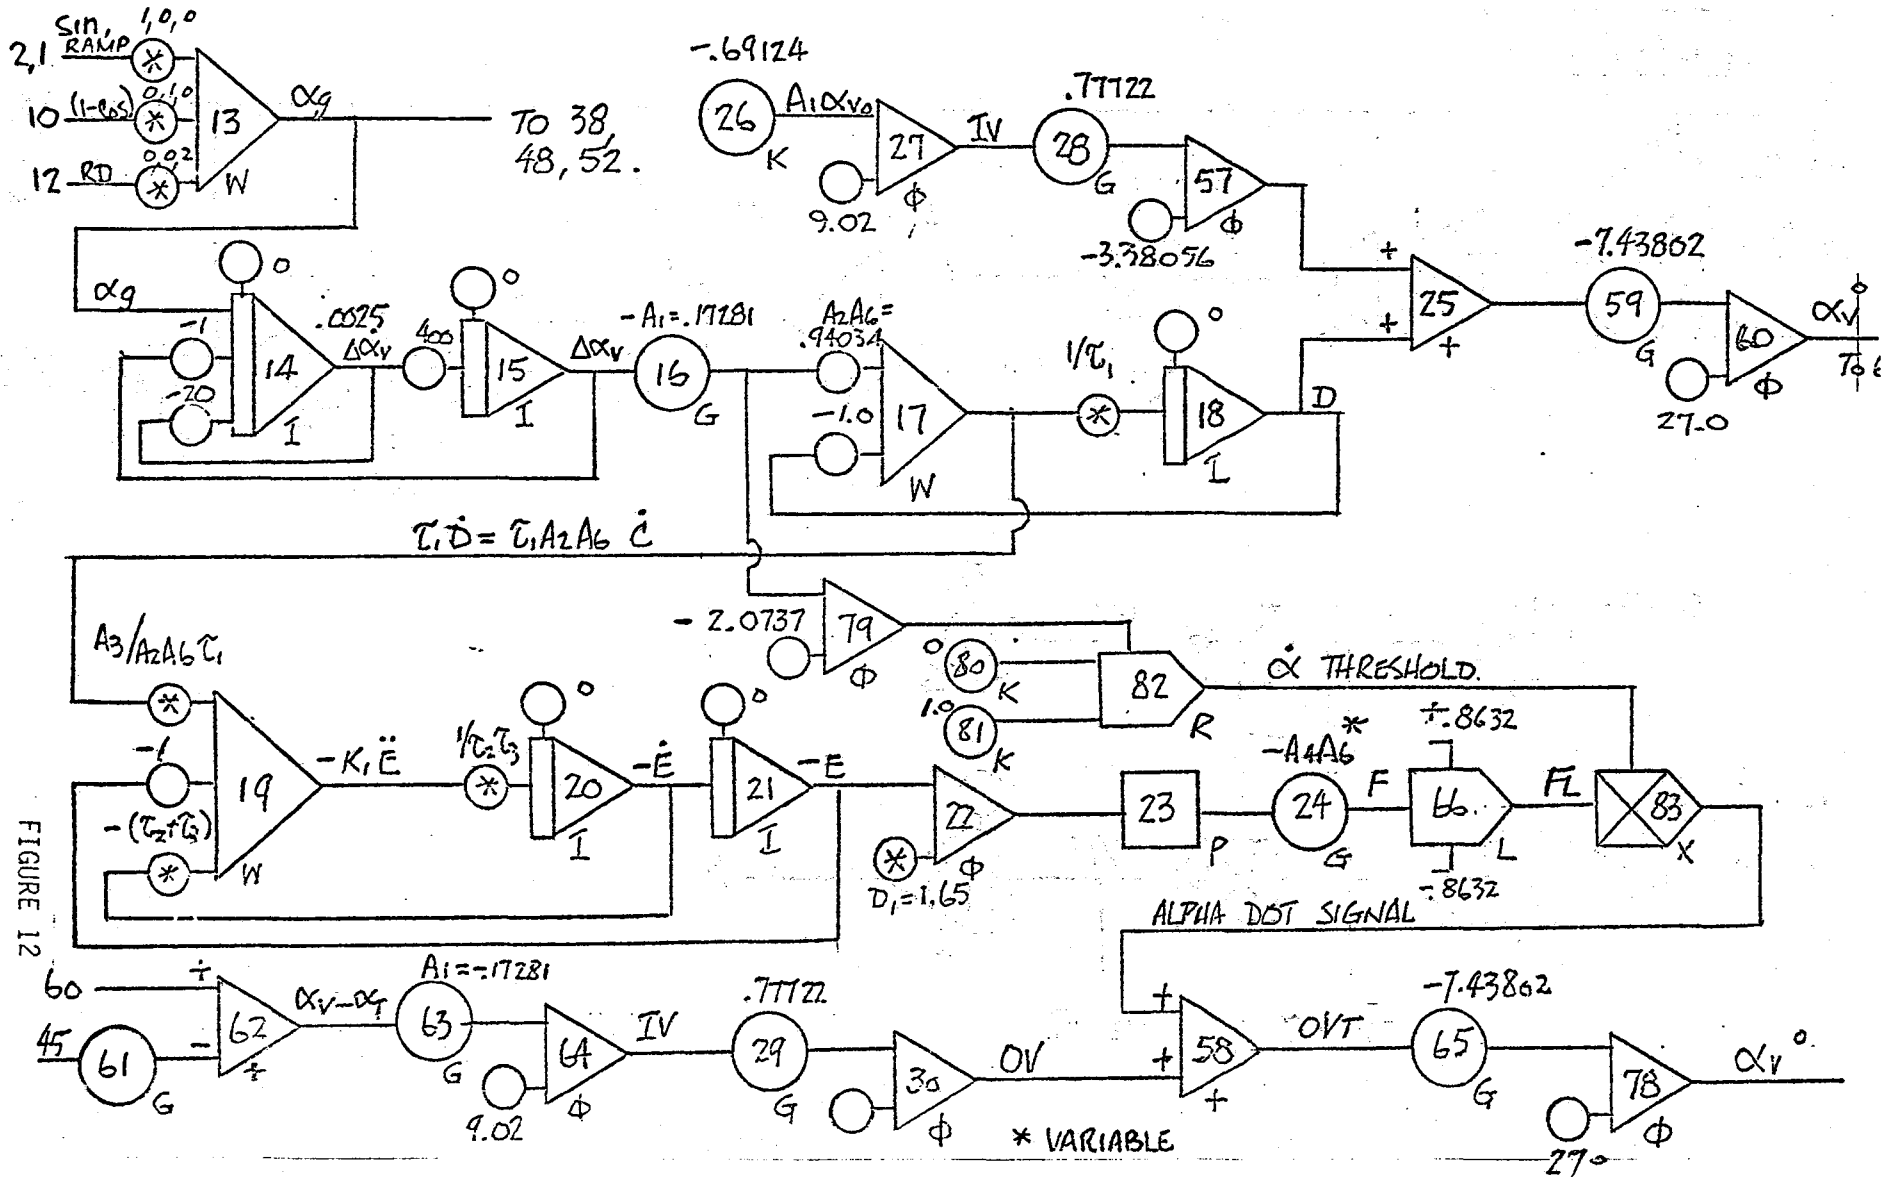 sin, 1,0,0
2,1 RAMP *
10 (1-cos) 0,1,0 *
12 RD 0,0,2 *
13
W
αg
TO 38,
48, 52.
-.69124
26
K
A1αv0
27
Φ
9.02
IV
.77722
28
G
57
Φ
-3.38056
αg
0
-1
-20
14
I
.0025
Δα̇v
400
0
15
I
Δαv
-A1=.17281
16
G
A2A6=
.94034
-1.0
17
W
1/τ1
*
0
18
I
D
+
+
25
+
-7.43802
59
G
60
Φ
27.0
αv°
τ1Ḋ = τ1A2A6 Ċ
-2.0737
79
Φ
0
80
K
1.0
81
K
82
R
α̇ THRESHOLD.
A3/A2A6τ1
*
-1
-(τ2+τ3)
*
19
W
-K1Ë
1/τ2τ3
*
0
20
I
-Ė
0
21
I
-E
22
Φ
*
D1=1.65
23
P
-A4A6*
24
G
F
+.8632
66.
L
-.8632
FL
83
X
ALPHA DOT SIGNAL
FIGURE 12
60
+
45
61
G
-
62
+
αv-αT
A1=-.17281
63
G
64
Φ
9.02
IV
.77722
29
G
30
Φ
OV
+
+
58
+
OVT
-7.43802
65
G
78
Φ
270
αv°
* VARIABLE